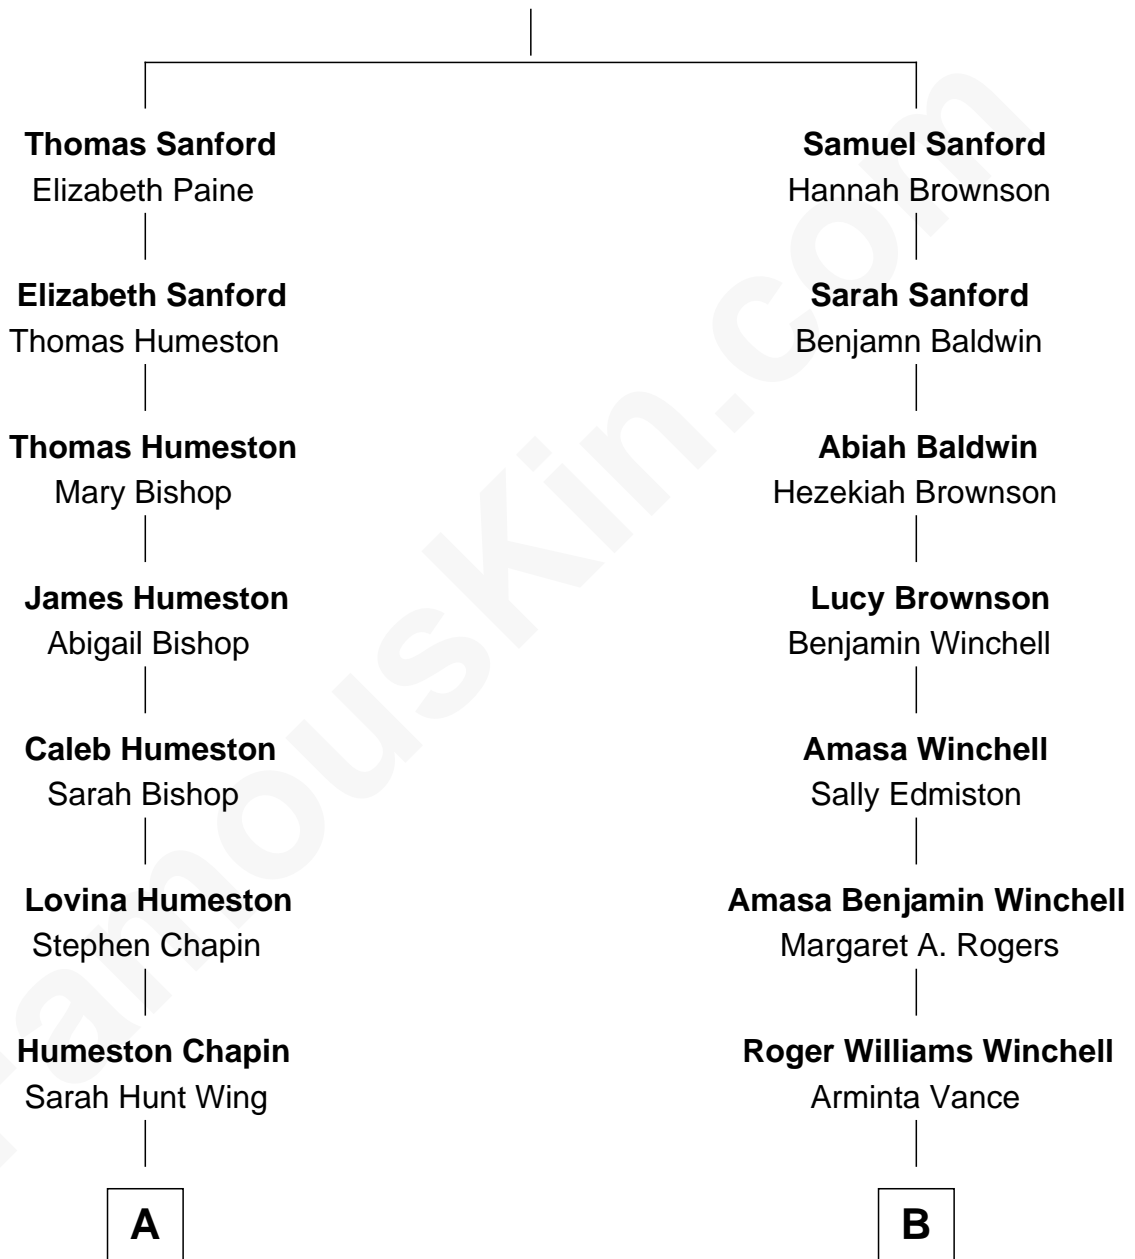 Thomas Sanford
Elizabeth Paine
Elizabeth Sanford
Thomas Humeston
Thomas Humeston
Mary Bishop
James Humeston
Abigail Bishop
Caleb Humeston
Sarah Bishop
Lovina Humeston
Stephen Chapin
Humeston Chapin
Sarah Hunt Wing
A
Samuel Sanford
Hannah Brownson
Sarah Sanford
Benjamn Baldwin
Abiah Baldwin
Hezekiah Brownson
Lucy Brownson
Benjamin Winchell
Amasa Winchell
Sally Edmiston
Amasa Benjamin Winchell
Margaret A. Rogers
Roger Williams Winchell
Arminta Vance
B
FamousKin.com